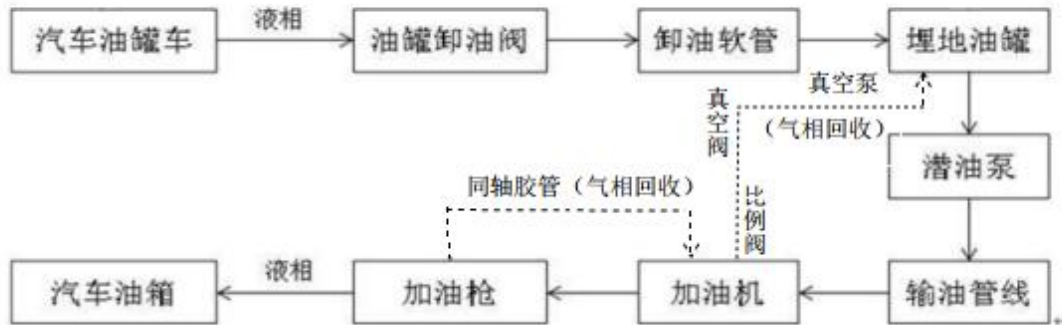 液相
汽车油罐车
油罐卸油阀
卸油软管
埋地油罐
真空泵
（气相回收）
真空阀
潜油泵
同轴胶管（气相回收）
比例阀
液相
汽车油箱
加油枪
加油机
输油管线